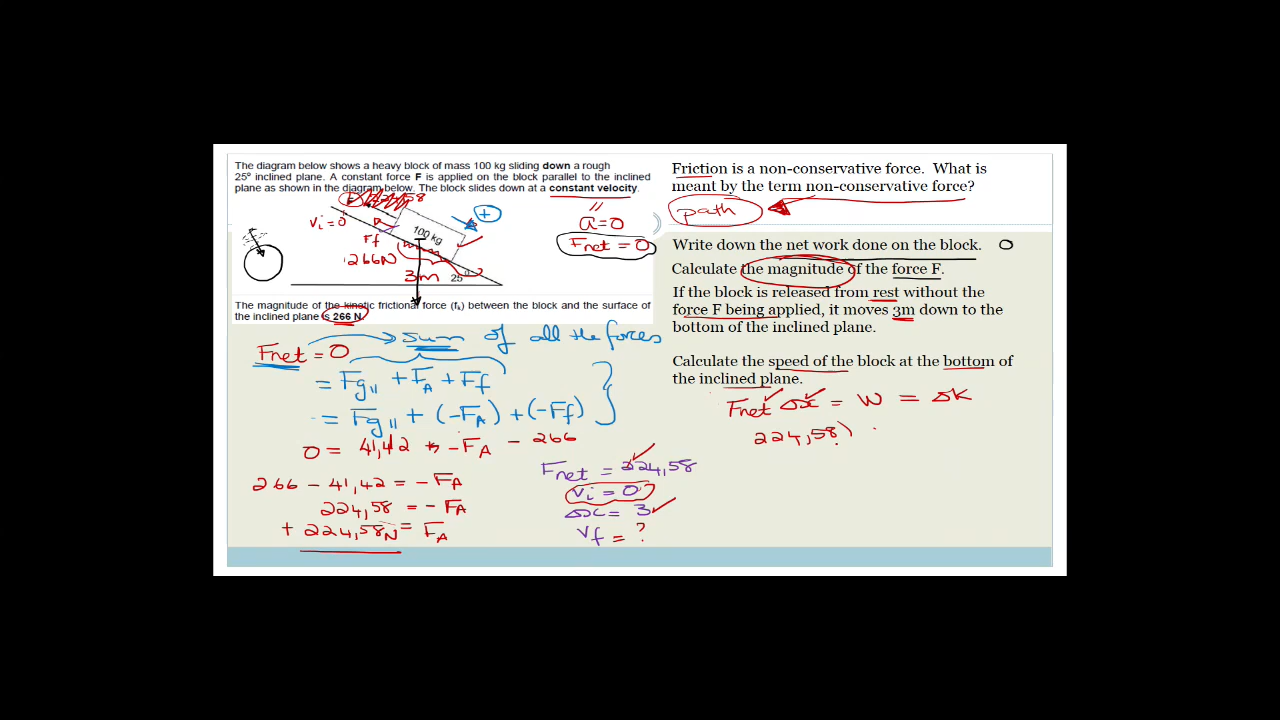 The diagram below shows a heavy block of mass 100 kg sliding down a rough
25° inclined plane. A constant force F is applied on the block parallel to the inclined
plane as shown in the diagram below. The block slides down at a constant velocity.
Vi = 0
Ff
266N
100 kg
3m
25°
+
=
a = 0
Fnet = 0
The magnitude of the kinetic frictional force (fk) between the block and the surface of
the inclined plane is 266 N.
Fnet = 0
sum of all the forces
= Fg|| + FA + Ff
= Fg|| + (-FA) + (-Ff)
0 = 41,42 - FA - 266
266 - 41,42 = - FA
224,58 = - FA
+ 224,58N = FA
Fnet = 224,58
Vi = 0
Δx = 3
Vf = ?
Friction is a non-conservative force. What is
meant by the term non-conservative force?
path
Write down the net work done on the block. 0
Calculate the magnitude of the force F.
If the block is released from rest without the
force F being applied, it moves 3m down to the
bottom of the inclined plane.
Calculate the speed of the block at the bottom of
the inclined plane.
Fnet Δx = W = ΔK
224,58)